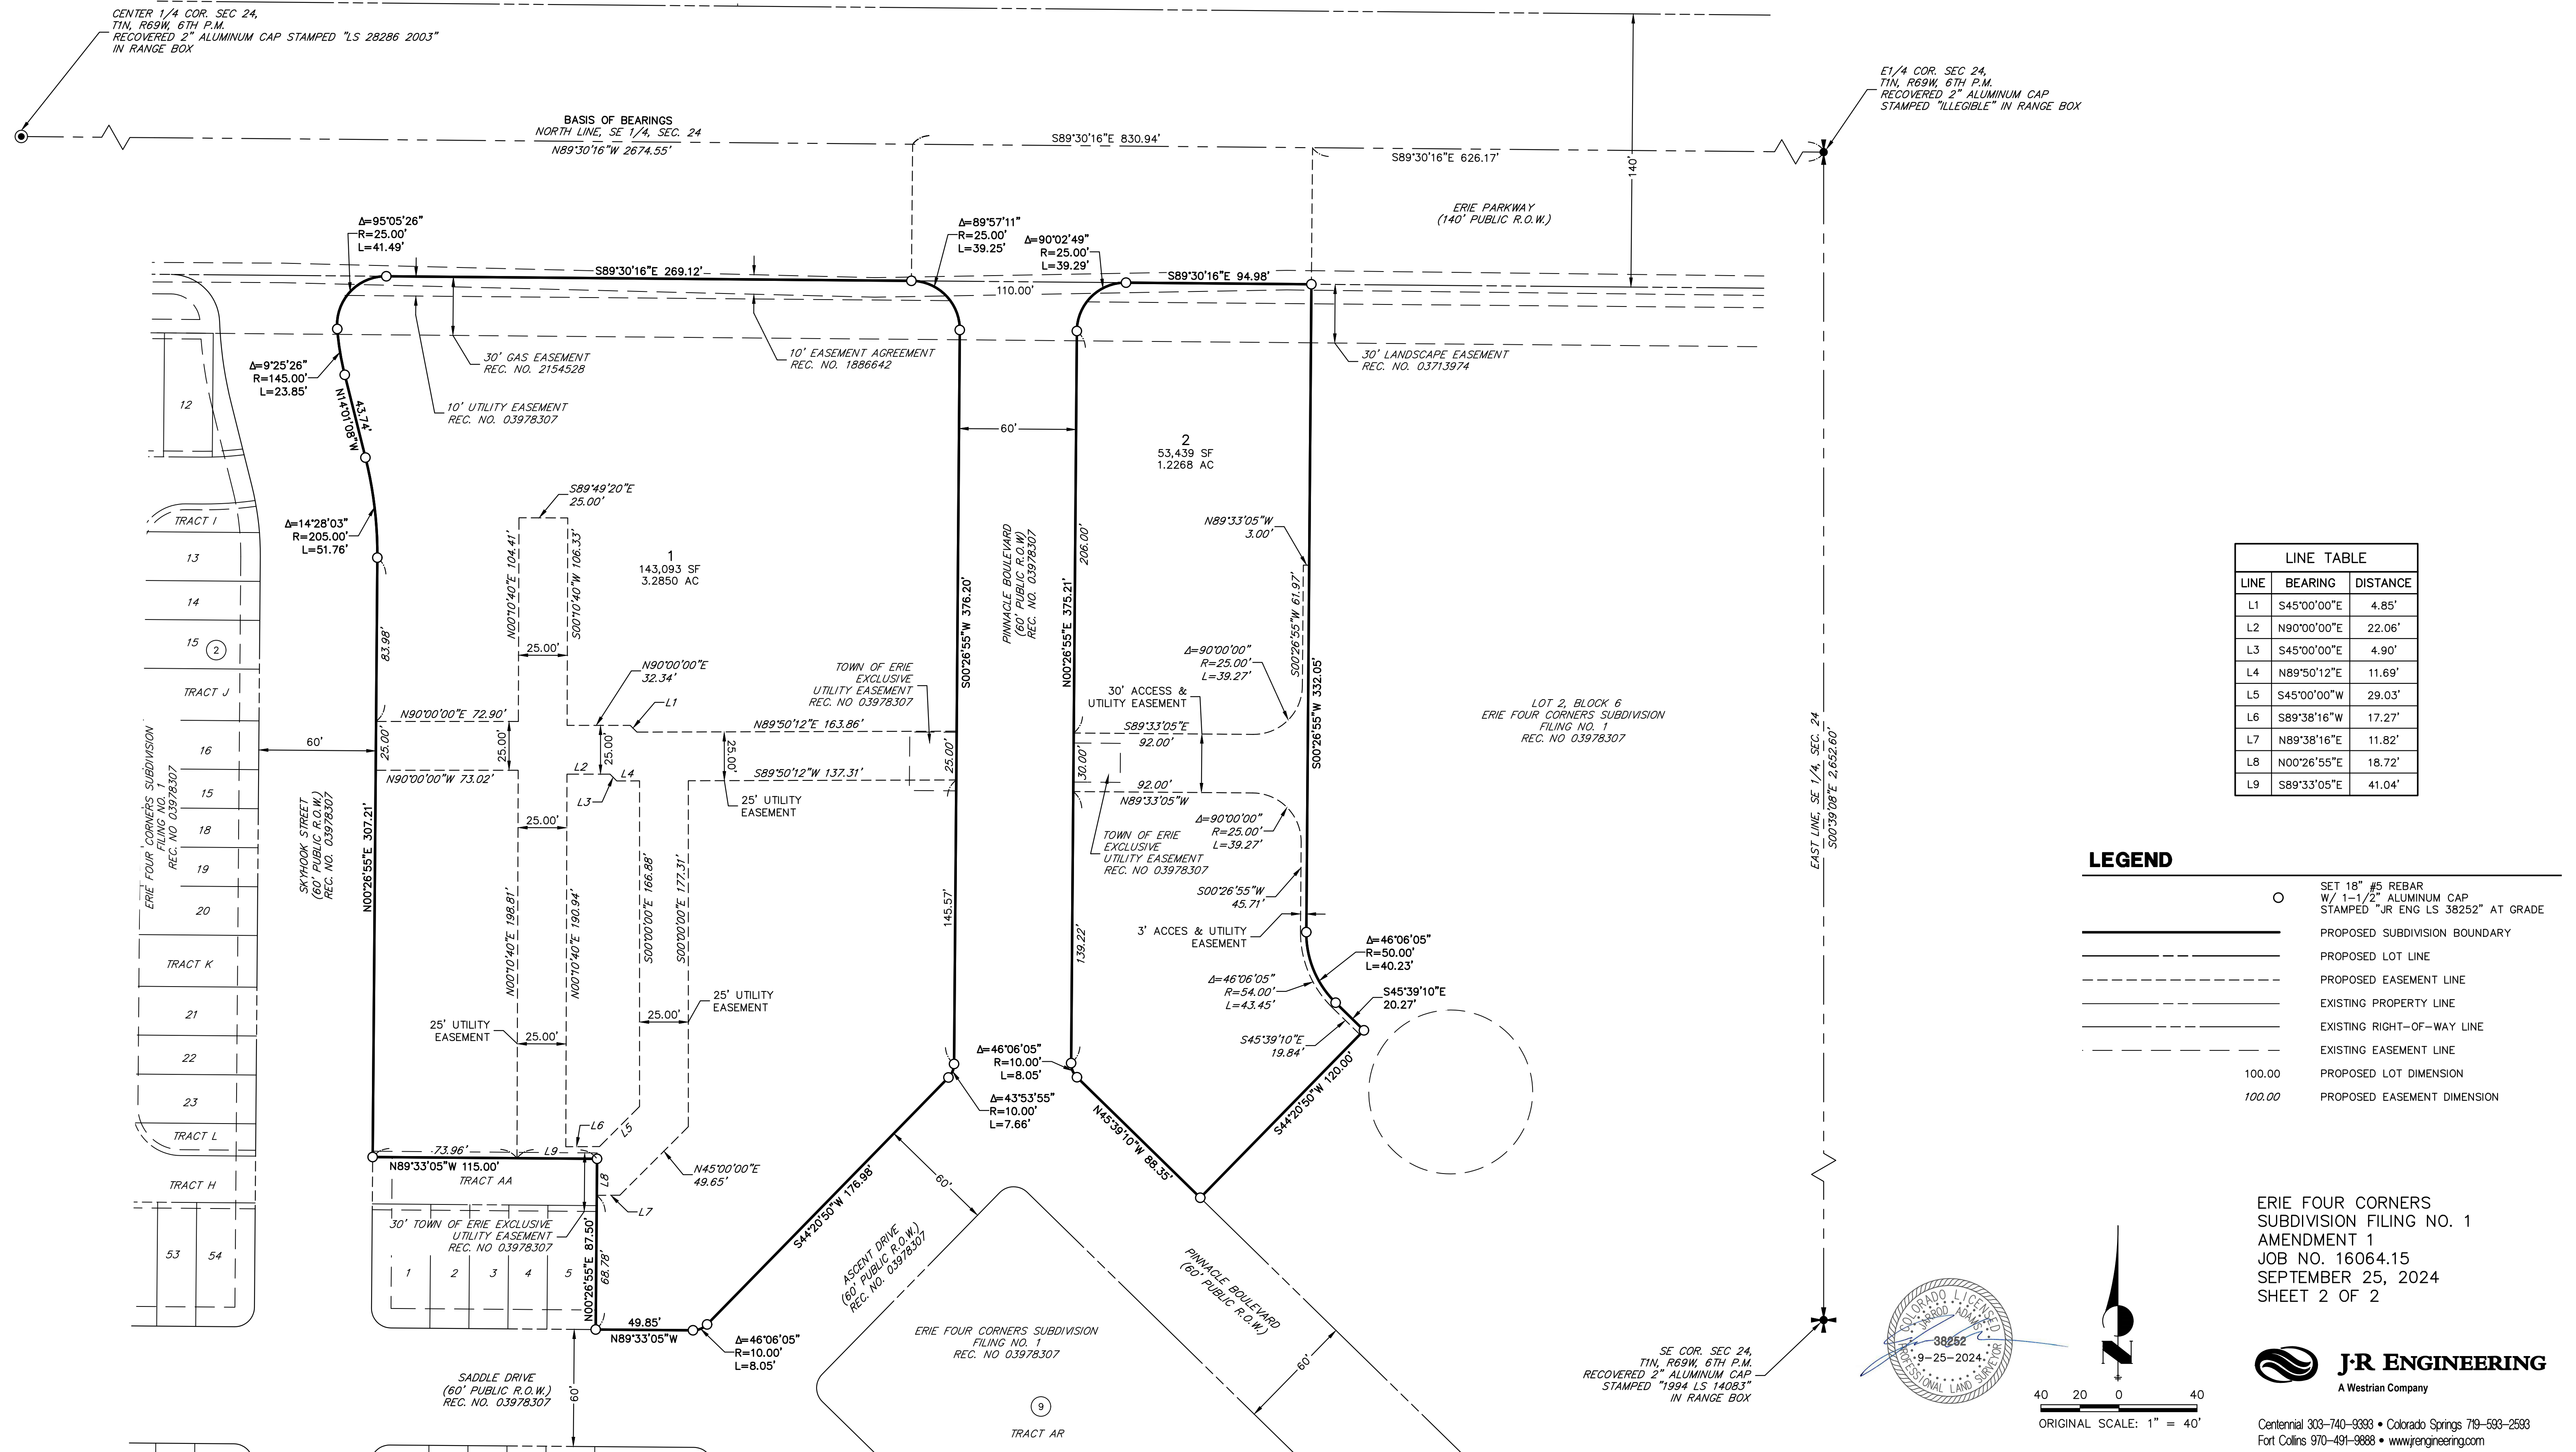 CENTER 1/4 COR. SEC 24,
T1N, R69W, 6TH P.M.
RECOVERED 2" ALUMINUM CAP STAMPED "LS 28286 2003"
IN RANGE BOX
E1/4 COR. SEC 24,
T1N, R69W, 6TH P.M.
RECOVERED 2" ALUMINUM CAP
STAMPED "ILLEGIBLE" IN RANGE BOX
BASIS OF BEARINGS
NORTH LINE, SE 1/4, SEC. 24
N89°30'16"W 2674.55'
S89°30'16"E 830.94'
S89°30'16"E 626.17'
140'
ERIE PARKWAY
(140' PUBLIC R.O.W.)
Δ=95°05'26"
R=25.00'
L=41.49'
S89°30'16"E 269.12'
Δ=89°57'11"
R=25.00'
L=39.25'
Δ=90°02'49"
R=25.00'
L=39.29'
S89°30'16"E 94.98'
110.00'
30' GAS EASEMENT
REC. NO. 2154528
10' EASEMENT AGREEMENT
REC. NO. 1886642
30' LANDSCAPE EASEMENT
REC. NO. 03713974
Δ=9°25'26"
R=145.00'
L=23.85'
10' UTILITY EASEMENT
REC. NO. 03978307
43.74'
N14°01'08"W
12
60'
2
53,439 SF
1.2268 AC
Δ=14°28'03"
R=205.00'
L=51.76'
S89°49'20"E
25.00'
N00°10'40"E 104.41'
S00°10'40"W 106.33'
1
143,093 SF
3.2850 AC
PINNACLE BOULEVARD
(60' PUBLIC R.O.W)
REC. NO. 03978307
206.00'
N89°33'05"W
3.00'
S00°26'55"W 61.97'
TRACT I
13
14
15
2
TRACT J
16
15
18
19
20
TRACT K
21
22
23
TRACT L
TRACT H
53
54
83.98'
25.00'
N90°00'00"E
32.34'
L1
TOWN OF ERIE
EXCLUSIVE
UTILITY EASEMENT
REC. NO 03978307
S00°26'55"W 376.20'
N00°26'55"E 375.21'
Δ=90°00'00"
R=25.00'
L=39.27'
30' ACCESS &
UTILITY EASEMENT
S89°33'05"E
92.00'
S00°26'55"W 332.05'
LOT 2, BLOCK 6
ERIE FOUR CORNERS SUBDIVISION
FILING NO. 1
REC. NO 03978307
EAST LINE, SE 1/4, SEC. 24
S00°39'08"E 2,652.60'
ERIE FOUR CORNERS SUBDIVISION
FILING NO. 1
REC. NO 03978307
60'
N90°00'00"E 72.90'
25.00'
25.00'
25.00'
N89°50'12"E 163.86'
25.00'
25.00'
30.00'
N90°00'00"W 73.02'
L2
L4
L3
S89°50'12"W 137.31'
25' UTILITY
EASEMENT
92.00'
N89°33'05"W
TOWN OF ERIE
EXCLUSIVE
UTILITY EASEMENT
REC. NO 03978307
Δ=90°00'00"
R=25.00'
L=39.27'
SKYHOOK STREET
(60' PUBLIC R.O.W.)
REC. NO. 03978307
N00°26'55"E 307.21'
25.00'
N00°10'40"E 198.81'
N00°10'40"E 190.94'
S00°00'00"E 166.88'
S00°00'00"E 177.31'
145.57'
139.22'
S00°26'55"W
45.71'
3' ACCES & UTILITY
EASEMENT
Δ=46°06'05"
R=50.00'
L=40.23'
S45°39'10"E
20.27'
Δ=46°06'05"
R=54.00'
L=43.45'
S45°39'10"E
19.84'
25' UTILITY
EASEMENT
25.00'
25.00'
25' UTILITY
EASEMENT
Δ=46°06'05"
R=10.00'
L=8.05'
Δ=43°53'55"
R=10.00'
L=7.66'
N45°39'10"W 88.35'
S44°20'50"W 120.00'
L6
L5
73.96'
L9
N89°33'05"W 115.00'
TRACT AA
L8
L7
N45°00'00"E
49.65'
30' TOWN OF ERIE EXCLUSIVE
UTILITY EASEMENT
REC. NO 03978307
1
2
3
4
5
N00°26'55"E 87.50'
68.78'
49.85'
N89°33'05"W
Δ=46°06'05"
R=10.00'
L=8.05'
S44°20'50"W 176.98'
60'
ASCENT DRIVE
(60' PUBLIC R.O.W.)
REC. NO. 03978307
PINNACLE BOULEVARD
(60' PUBLIC R.O.W.)
60'
ERIE FOUR CORNERS SUBDIVISION
FILING NO. 1
REC. NO 03978307
9
TRACT AR
SADDLE DRIVE
(60' PUBLIC R.O.W.)
REC. NO. 03978307
60'
SE COR. SEC 24,
T1N, R69W, 6TH P.M.
RECOVERED 2" ALUMINUM CAP
STAMPED "1994 LS 14083"
IN RANGE BOX
LINE TABLE
LINE BEARING DISTANCE
L1 S45°00'00"E 4.85'
L2 N90°00'00"E 22.06'
L3 S45°00'00"E 4.90'
L4 N89°50'12"E 11.69'
L5 S45°00'00"W 29.03'
L6 S89°38'16"W 17.27'
L7 N89°38'16"E 11.82'
L8 N00°26'55"E 18.72'
L9 S89°33'05"E 41.04'
LEGEND
SET 18" #5 REBAR
W/ 1-1/2" ALUMINUM CAP
STAMPED "JR ENG LS 38252" AT GRADE
PROPOSED SUBDIVISION BOUNDARY
PROPOSED LOT LINE
PROPOSED EASEMENT LINE
EXISTING PROPERTY LINE
EXISTING RIGHT-OF-WAY LINE
EXISTING EASEMENT LINE
100.00 PROPOSED LOT DIMENSION
100.00 PROPOSED EASEMENT DIMENSION
ERIE FOUR CORNERS
SUBDIVISION FILING NO. 1
AMENDMENT 1
JOB NO. 16064.15
SEPTEMBER 25, 2024
SHEET 2 OF 2
COLORADO LICENSED
JARROD ADAMS
38252
9-25-2024
PROFESSIONAL LAND SURVEYOR
N
40 20 0 40
ORIGINAL SCALE: 1" = 40'
J·R ENGINEERING
A Westrian Company
Centennial 303-740-9393 • Colorado Springs 719-593-2593
Fort Collins 970-491-9888 • www.jrengineering.com